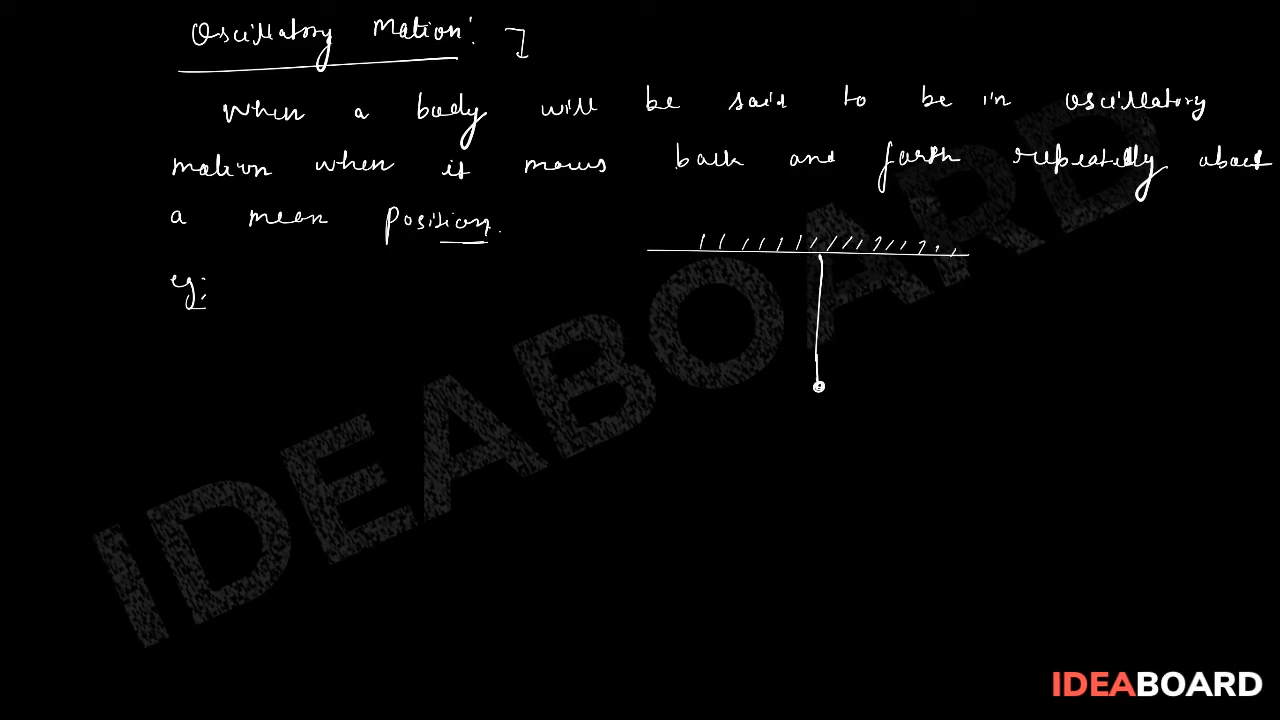 Oscillatory Motion:
When a body will be said to be in oscillatory
motion when it moves back and forth repeatedly about
a mean position.
eg:
IDEABOARD
IDEABOARD